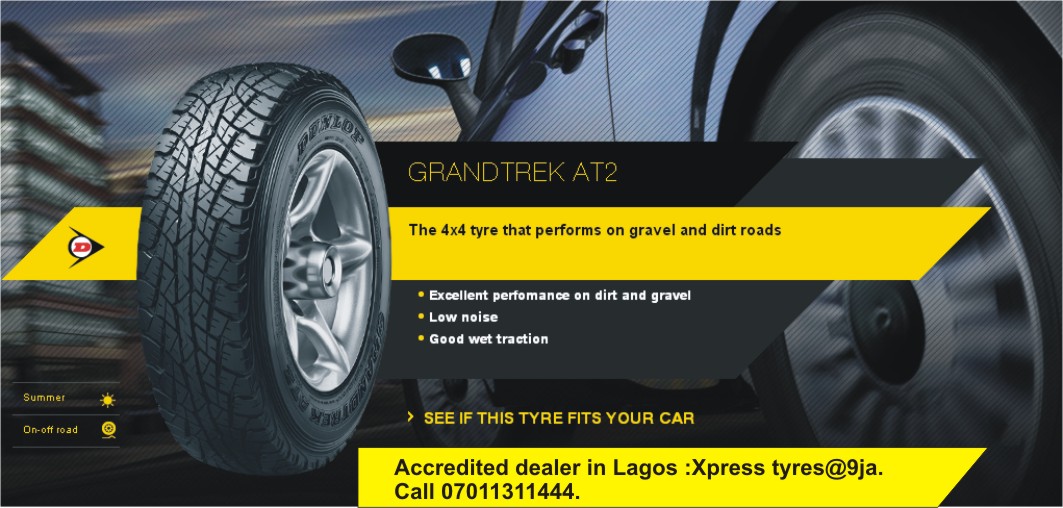 GRANDTREK AT2
The 4x4 tyre that performs on gravel and dirt roads
D
DUNLOP
• Excellent perfomance on dirt and gravel
• Low noise
• Good wet traction
Summer
On-off road
GRANDTREK
› SEE IF THIS TYRE FITS YOUR CAR
Accredited dealer in Lagos :Xpress tyres@9ja.
Call 07011311444.